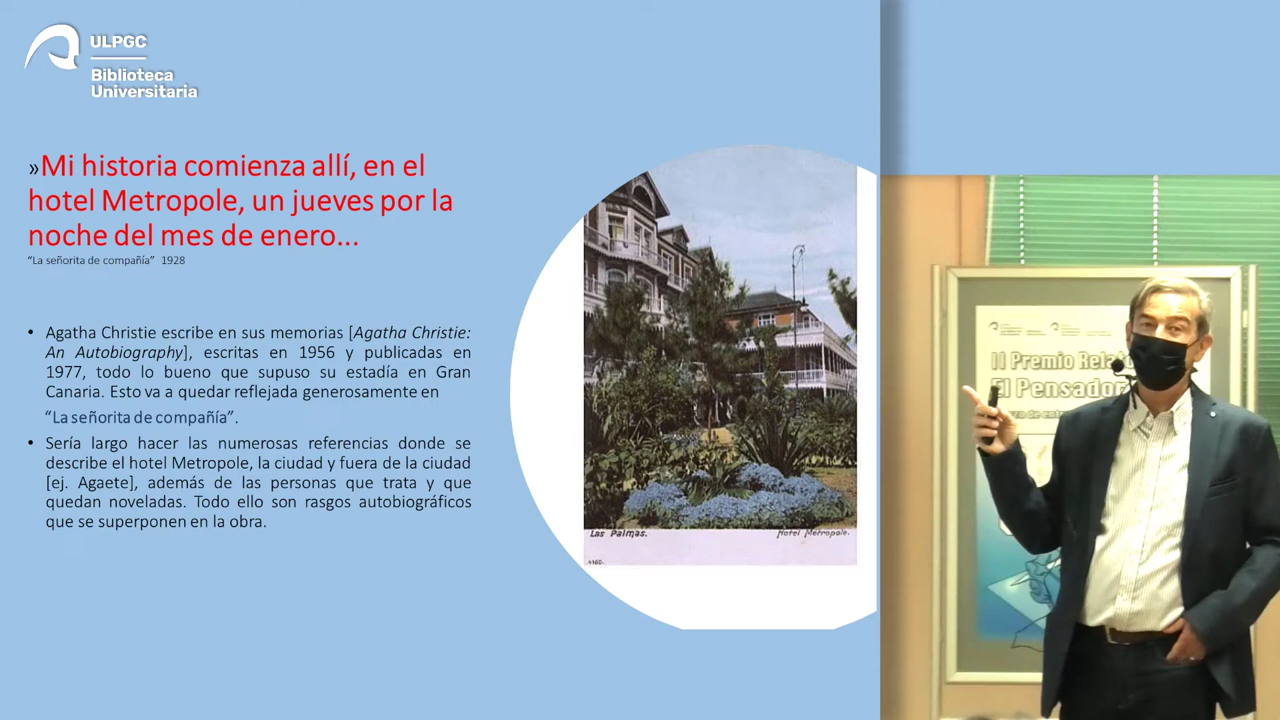 ULPGC
Biblioteca
Universitaria
»Mi historia comienza allí, en el
hotel Metropole, un jueves por la
noche del mes de enero...
“La señorita de compañía” 1928
• Agatha Christie escribe en sus memorias [Agatha Christie:
An Autobiography], escritas en 1956 y publicadas en
1977, todo lo bueno que supuso su estadía en Gran
Canaria. Esto va a quedar reflejada generosamente en
“La señorita de compañía”.
• Sería largo hacer las numerosas referencias donde se
describe el hotel Metropole, la ciudad y fuera de la ciudad
[ej. Agaete], además de las personas que trata y que
quedan noveladas. Todo ello son rasgos autobiográficos
que se superponen en la obra.
Las Palmas.
Hotel Metropole.
4160.
II Premio Relato
El Pensador